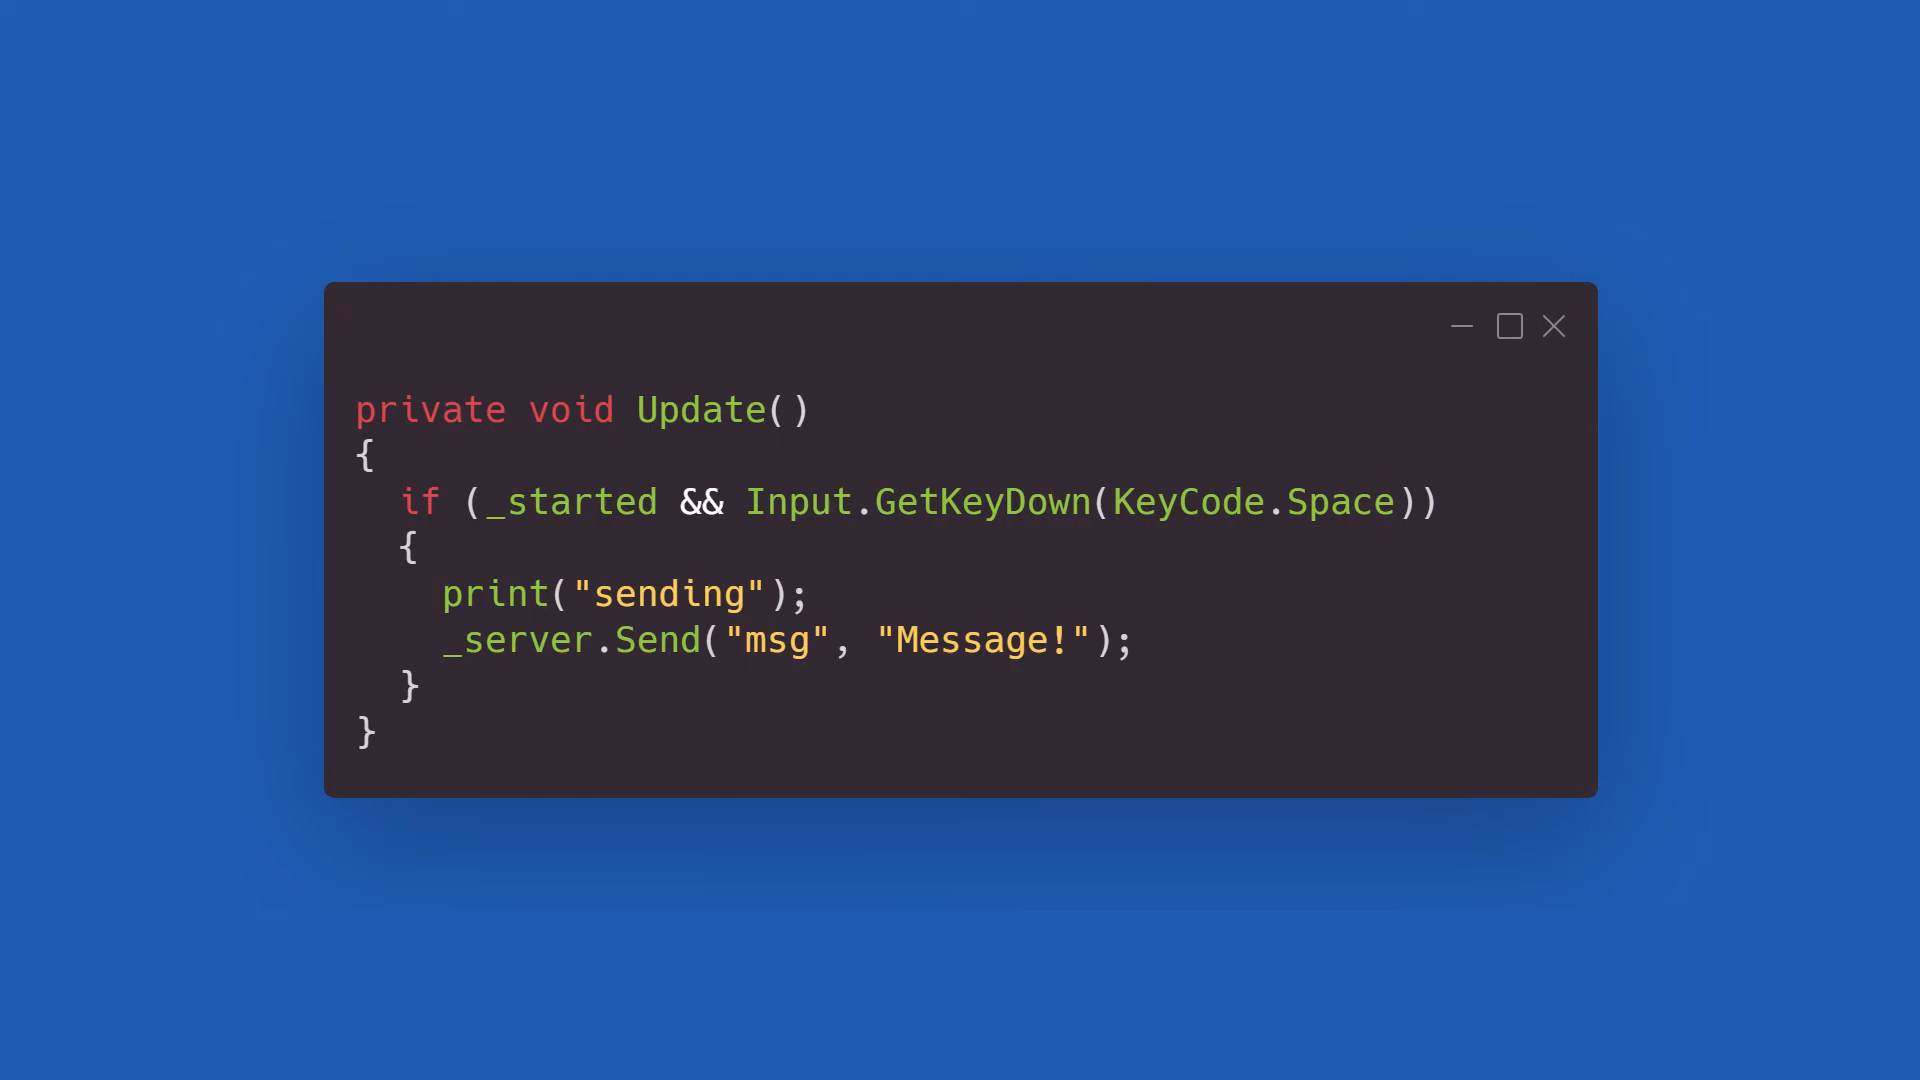 private void Update()
{
  if (_started && Input.GetKeyDown(KeyCode.Space))
  {
    print("sending");
    _server.Send("msg", "Message!");
  }
}